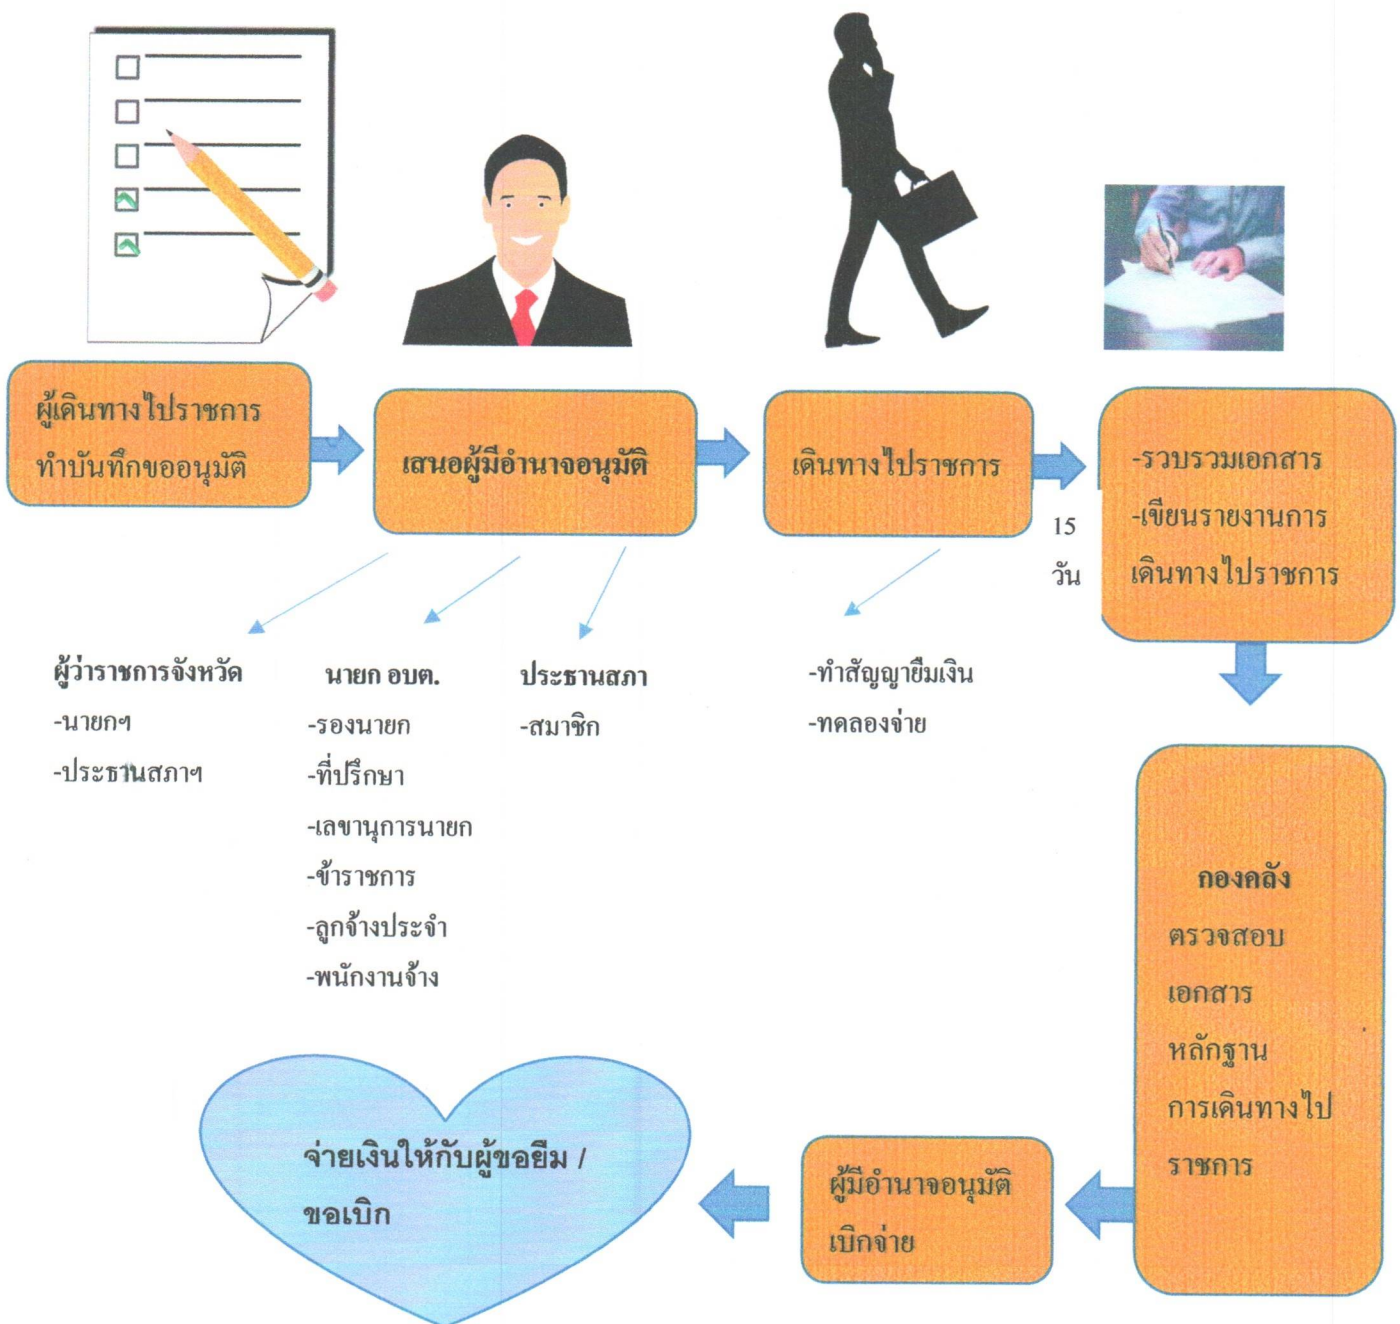 ผู้เดินทางไปราชการ
ทำบันทึกขออนุมัติ
เสนอผู้มีอำนาจอนุมัติ
เดินทางไปราชการ
15
วัน
-รวบรวมเอกสาร
-เขียนรายงานการ
เดินทางไปราชการ
ผู้ว่าราชการจังหวัด
-นายกฯ
-ประธานสภาฯ
นายก อบต.
-รองนายก
-ที่ปรึกษา
-เลขานุการนายก
-ข้าราชการ
-ลูกจ้างประจำ
-พนักงานจ้าง
ประธานสภา
-สมาชิก
-ทำสัญญายืมเงิน
-ทดลองจ่าย
กองคลัง
ตรวจสอบ
เอกสาร
หลักฐาน
การเดินทางไป
ราชการ
ผู้มีอำนาจอนุมัติ
เบิกจ่าย
จ่ายเงินให้กับผู้ขอยืม /
ขอเบิก